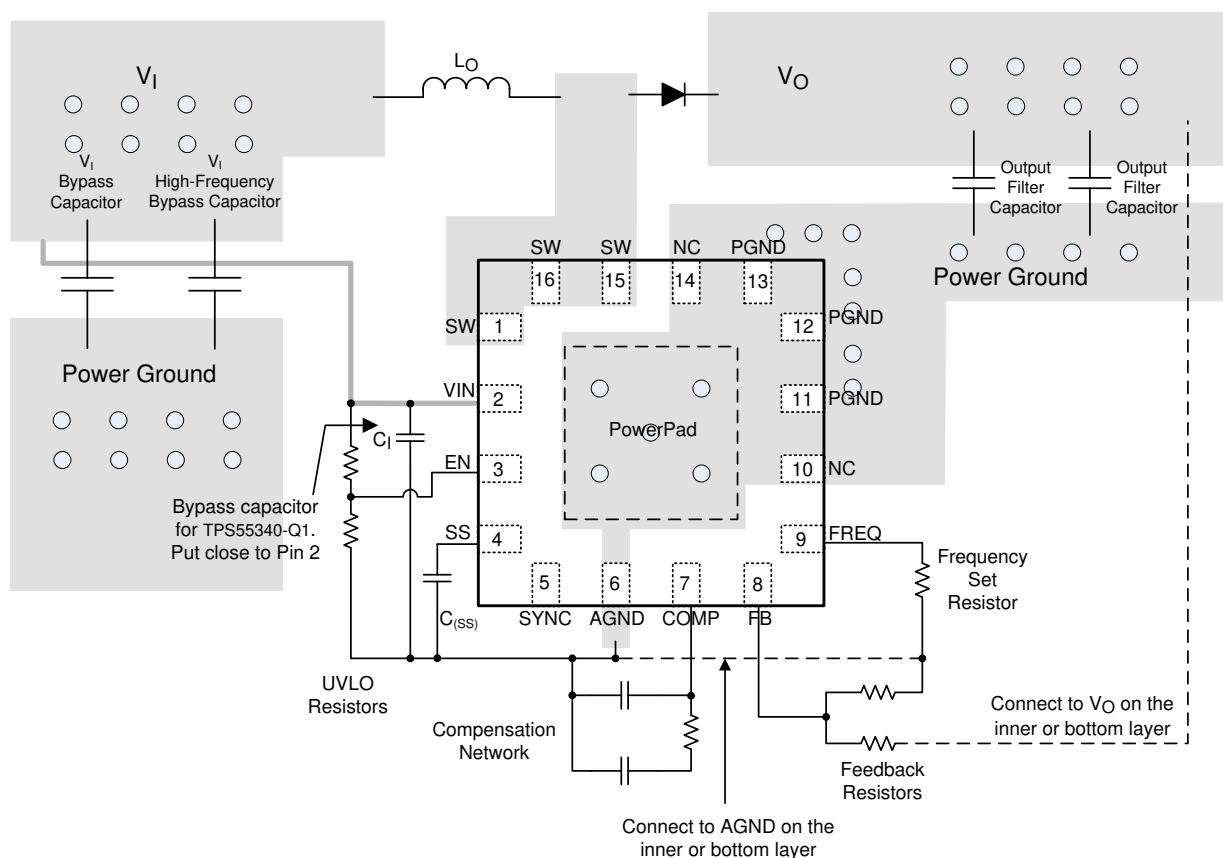 V_I
L_O
V_O
V_I
Bypass
Capacitor
V_I
High-Frequency
Bypass Capacitor
Output
Filter
Capacitor
Output
Filter
Capacitor
Power Ground
Power Ground
SW
SW
NC
PGND
16
15
14
13
SW
1
12
PGND
VIN
2
11
PGND
PowerPad
C_I
EN
3
10
NC
Bypass capacitor
for TPS55340-Q1.
Put close to Pin 2
SS
4
9
FREQ
Frequency
Set
Resistor
5
6
7
8
C_(SS)
SYNC
AGND
COMP
FB
UVLO
Resistors
Compensation
Network
Connect to V_O on the
inner or bottom layer
Feedback
Resistors
Connect to AGND on the
inner or bottom layer